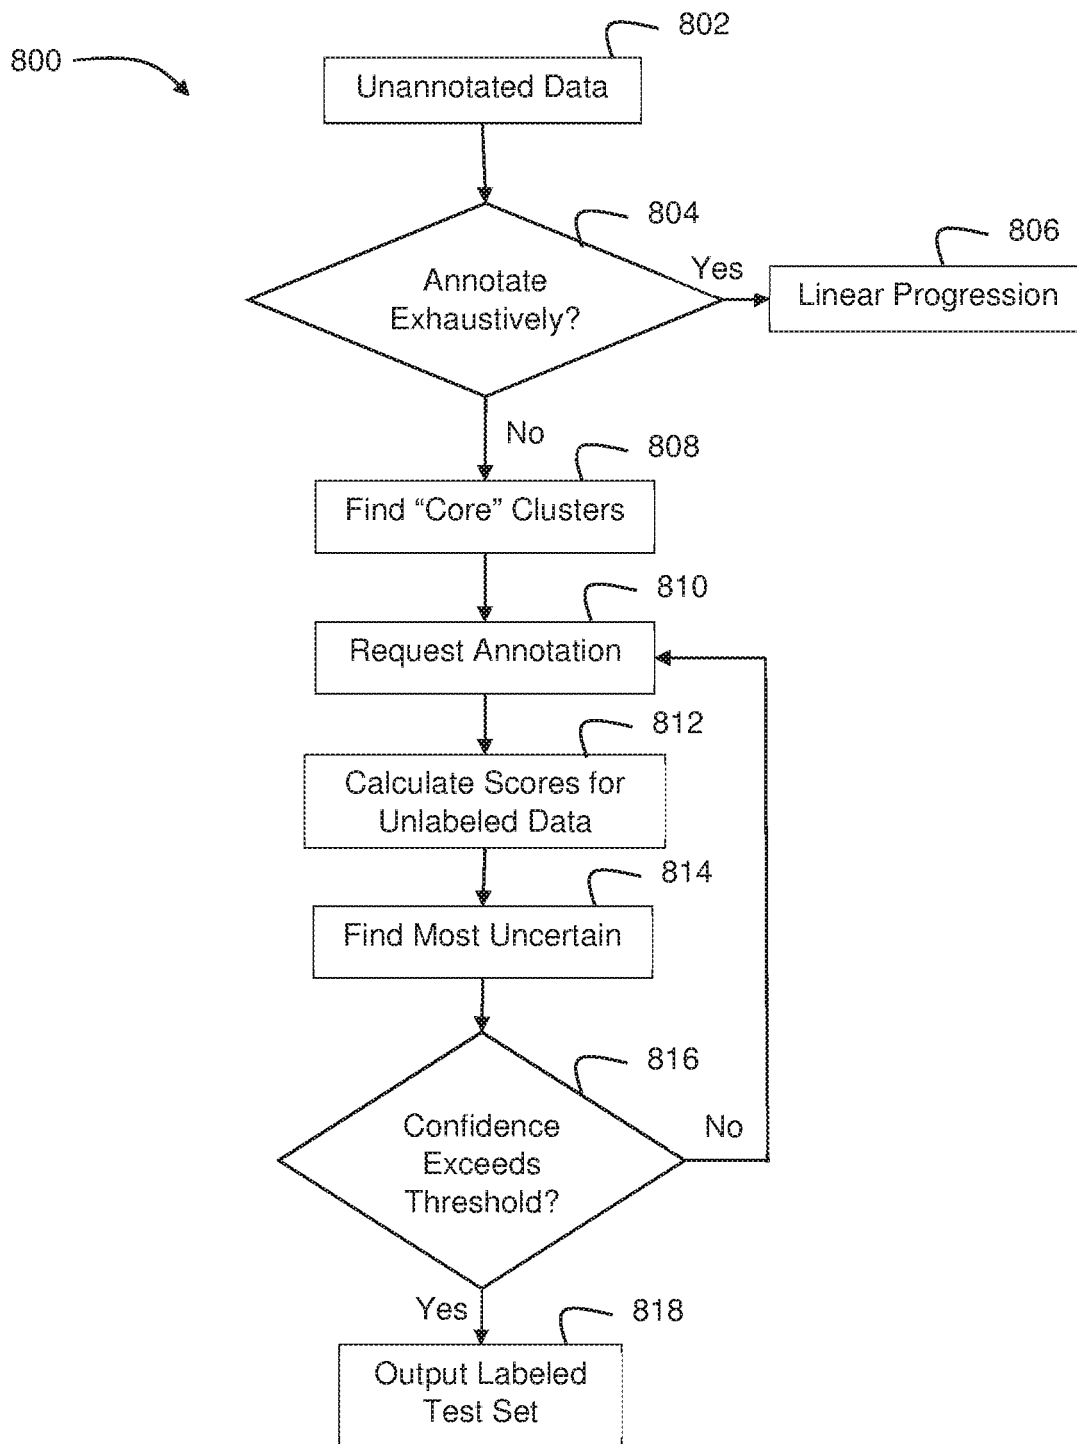 802
800
Unannotated Data
804
806
Yes
Annotate
Exhaustively?
Linear Progression
No
808
Find “Core” Clusters
810
Request Annotation
812
Calculate Scores for
Unlabeled Data
814
Find Most Uncertain
816
Confidence
Exceeds
Threshold?
No
Yes
818
Output Labeled
Test Set